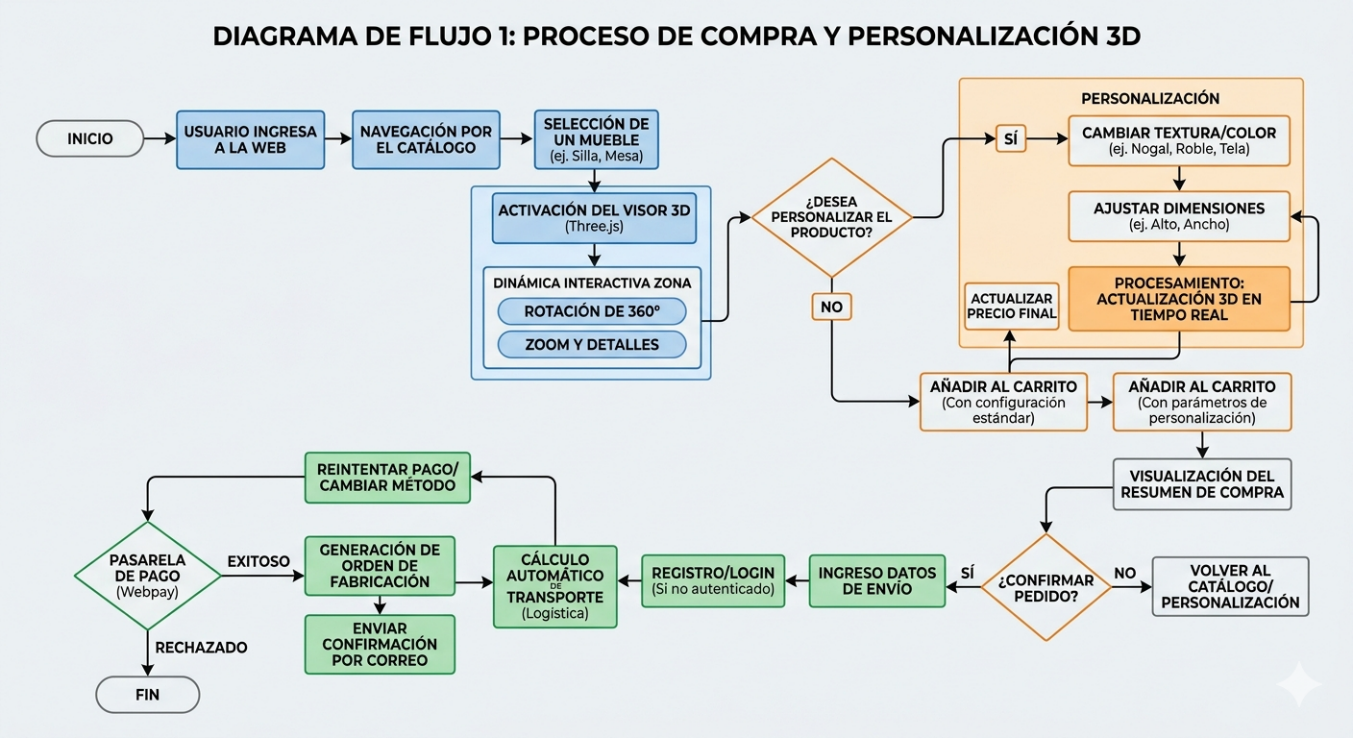 DIAGRAMA DE FLUJO 1: PROCESO DE COMPRA Y PERSONALIZACIÓN 3D
INICIO
USUARIO INGRESA
A LA WEB
NAVEGACIÓN POR
EL CATÁLOGO
SELECCIÓN DE
UN MUEBLE
(ej. Silla, Mesa)
ACTIVACIÓN DEL VISOR 3D
(Three.js)
DINÁMICA INTERACTIVA ZONA
ROTACIÓN DE 360º
ZOOM Y DETALLES
¿DESEA
PERSONALIZAR EL
PRODUCTO?
SÍ
NO
PERSONALIZACIÓN
CAMBIAR TEXTURA/COLOR
(ej. Nogal, Roble, Tela)
AJUSTAR DIMENSIONES
(ej. Alto, Ancho)
PROCESAMIENTO:
ACTUALIZACIÓN 3D EN
TIEMPO REAL
ACTUALIZAR
PRECIO FINAL
AÑADIR AL CARRITO
(Con configuración
estándar)
AÑADIR AL CARRITO
(Con parámetros de
personalización)
VISUALIZACIÓN DEL
RESUMEN DE COMPRA
¿CONFIRMAR
PEDIDO?
NO
VOLVER AL
CATÁLOGO/
PERSONALIZACIÓN
SÍ
INGRESO DATOS
DE ENVÍO
REGISTRO/LOGIN
(Si no autenticado)
CÁLCULO
AUTOMÁTICO
DE
TRANSPORTE
(Logística)
REINTENTAR PAGO/
CAMBIAR MÉTODO
PASARELA
DE PAGO
(Webpay)
EXITOSO
GENERACIÓN DE
ORDEN DE
FABRICACIÓN
ENVIAR
CONFIRMACIÓN
POR CORREO
RECHAZADO
FIN